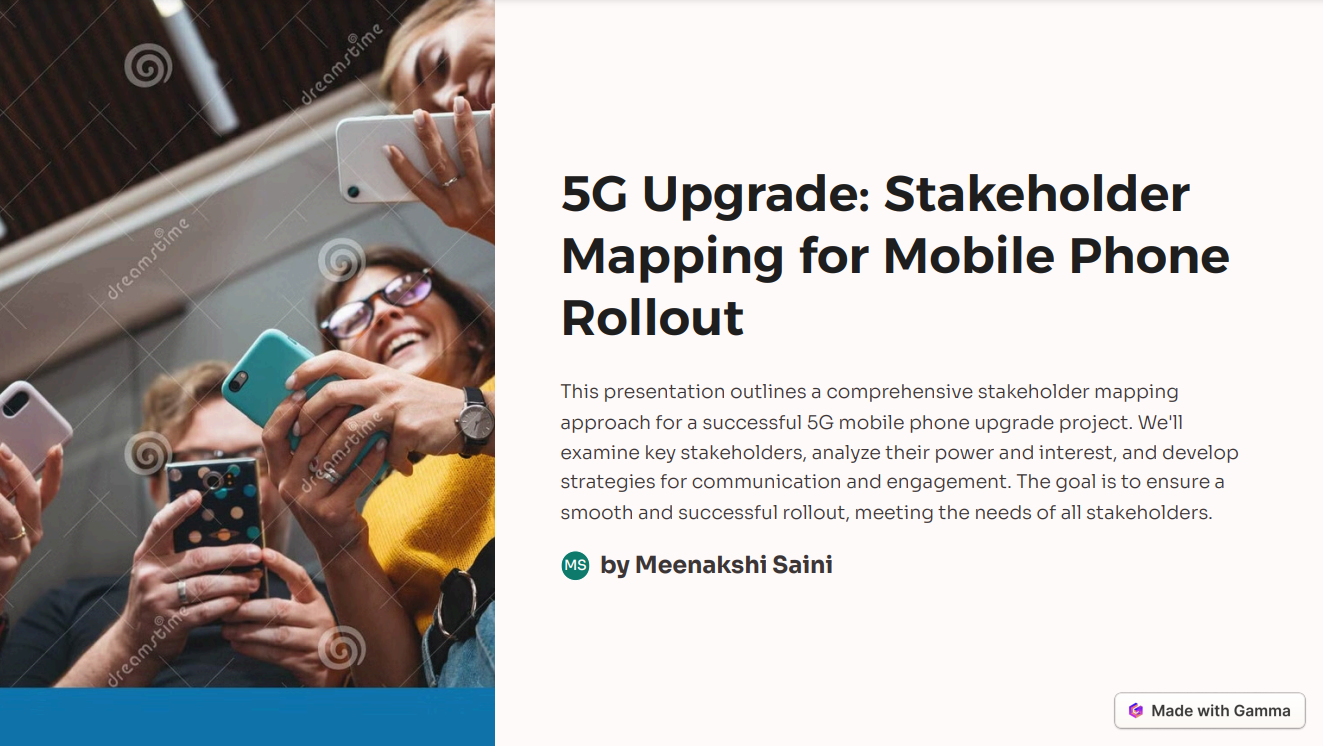 dreamstime
dreamstime
dreamstime
dreamstime
5G Upgrade: Stakeholder
Mapping for Mobile Phone
Rollout
This presentation outlines a comprehensive stakeholder mapping
approach for a successful 5G mobile phone upgrade project. We'll
examine key stakeholders, analyze their power and interest, and develop
strategies for communication and engagement. The goal is to ensure a
smooth and successful rollout, meeting the needs of all stakeholders.
MS by Meenakshi Saini
Made with Gamma